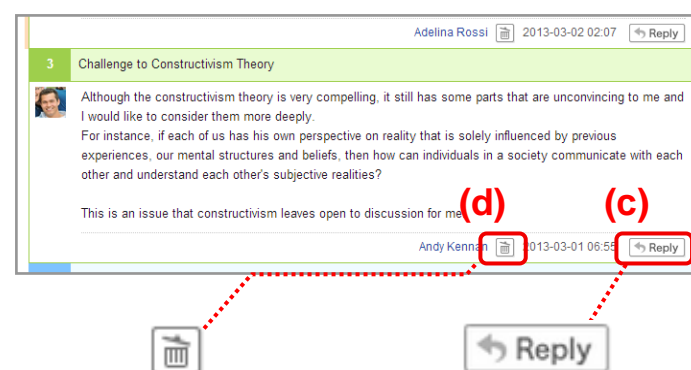 Adelina Rossi 2013-03-02 02:07 Reply
3 Challenge to Constructivism Theory
Although the constructivism theory is very compelling, it still has some parts that are unconvincing to me and
I would like to consider them more deeply.
For instance, if each of us has his own perspective on reality that is solely influenced by previous
experiences, our mental structures and beliefs, then how can individuals in a society communicate with each
other and understand each other's subjective realities?
This is an issue that constructivism leaves open to discussion for me
(d) (c)
Andy Kennan 2013-03-01 06:55 Reply
Reply